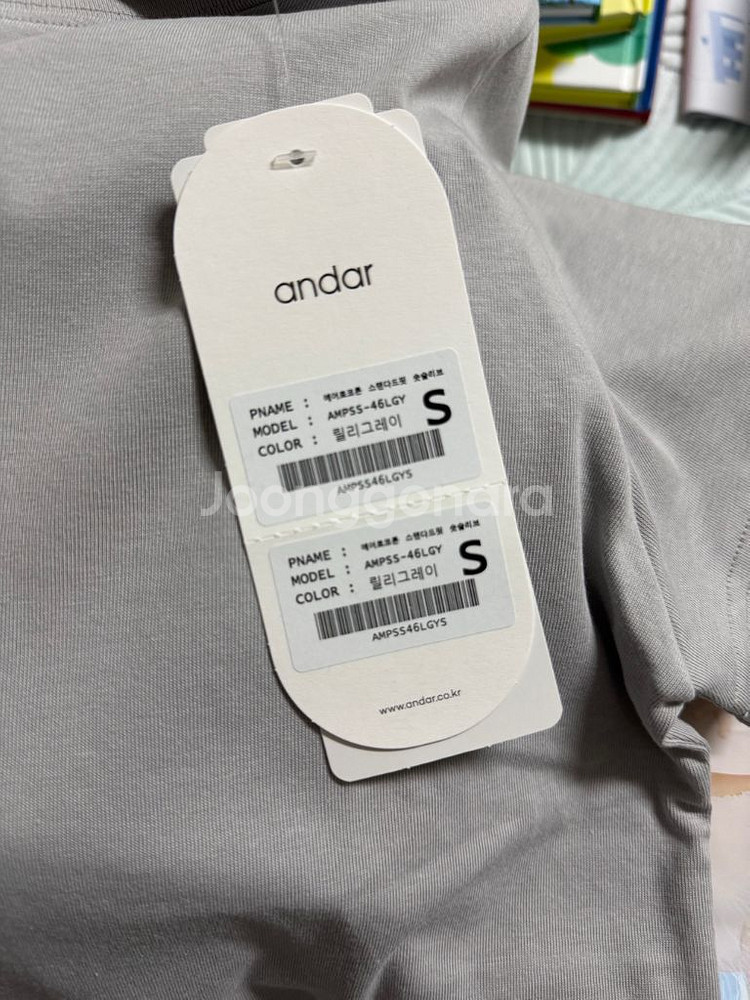 andar
PNAME : 에어로코튼 스탠다드핏 숏슬리브
MODEL : AMPSS-46LGY
COLOR : 릴리그레이
S
AMPSS46LGYS
Joonggonara
PNAME : 에어로코튼 스탠다드핏 숏슬리브
MODEL : AMPSS-46LGY
COLOR : 릴리그레이
S
AMPSS46LGYS
www.andar.co.kr